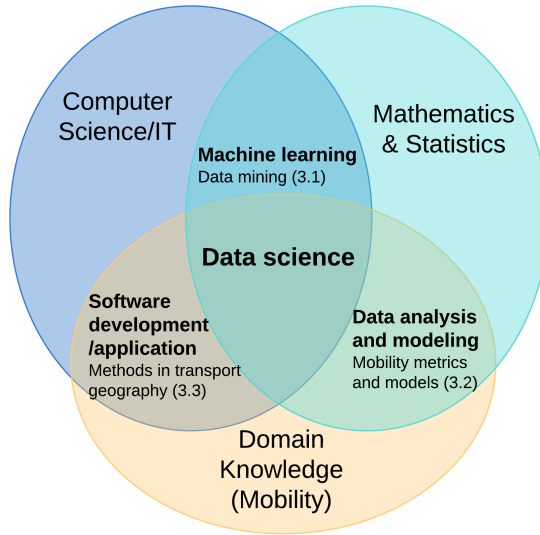 Computer
Science/IT
Mathematics
& Statistics
Machine learning
Data mining (3.1)
Data science
Software
development
/application
Methods in transport
geography (3.3)
Data analysis
and modeling
Mobility metrics
and models (3.2)
Domain
Knowledge
(Mobility)